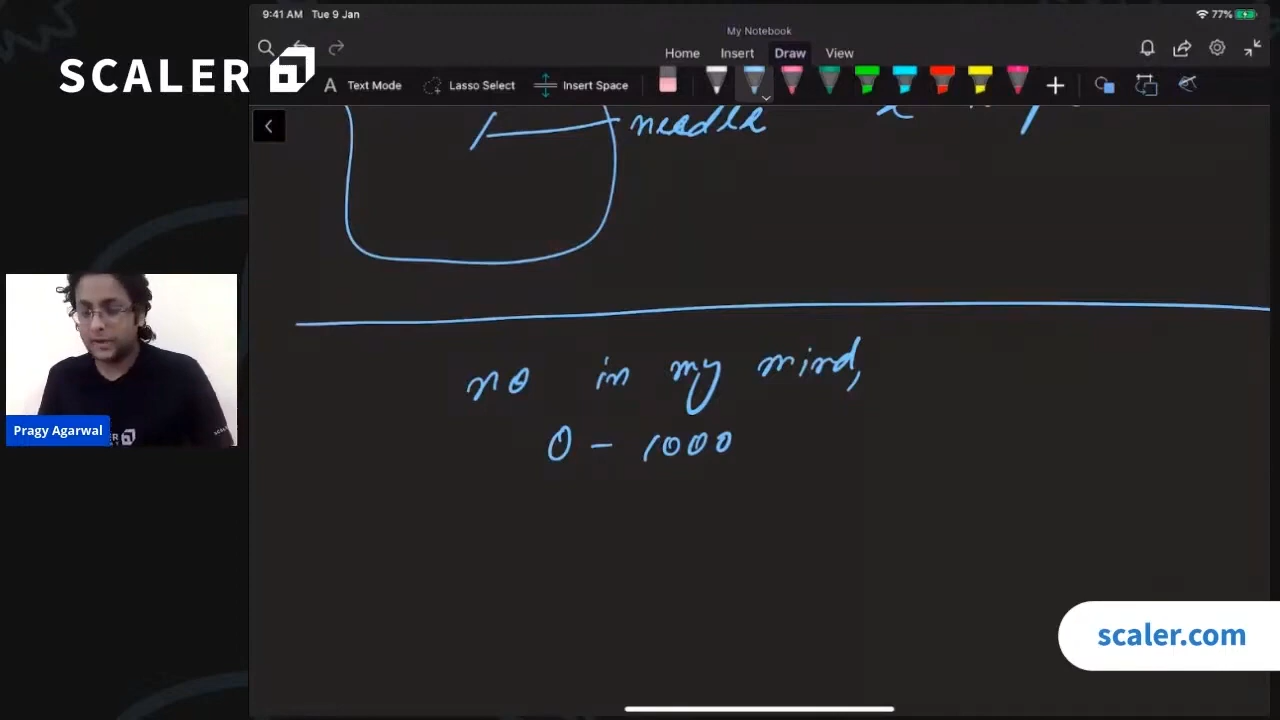 9:41 AM Tue 9 Jan
77%
My Notebook
Home Insert Draw View
SCALER
A Text Mode Lasso Select Insert Space
needle
no in my mind,
0 - 1000
Pragy Agarwal
scaler.com